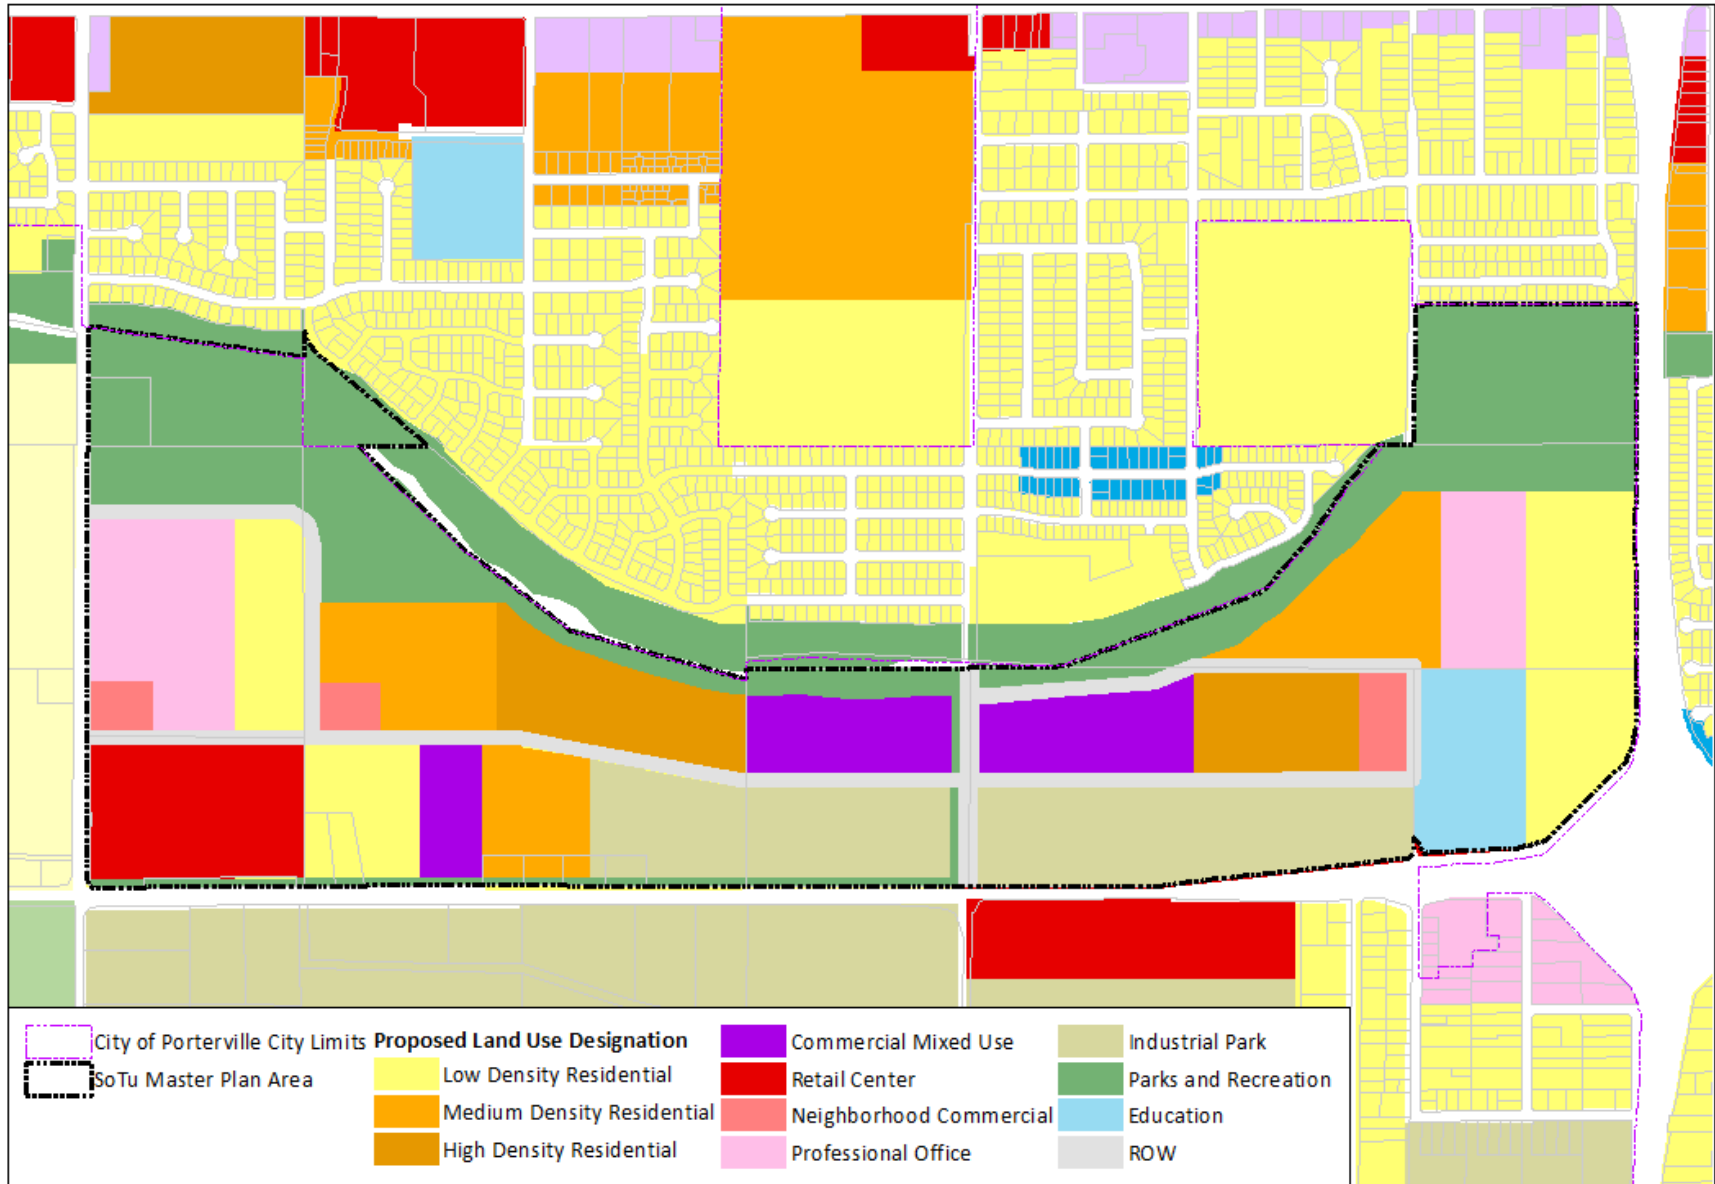 City of Porterville City Limits
SoTu Master Plan Area
Proposed Land Use Designation
Low Density Residential
Medium Density Residential
High Density Residential
Commercial Mixed Use
Retail Center
Neighborhood Commercial
Professional Office
Industrial Park
Parks and Recreation
Education
ROW